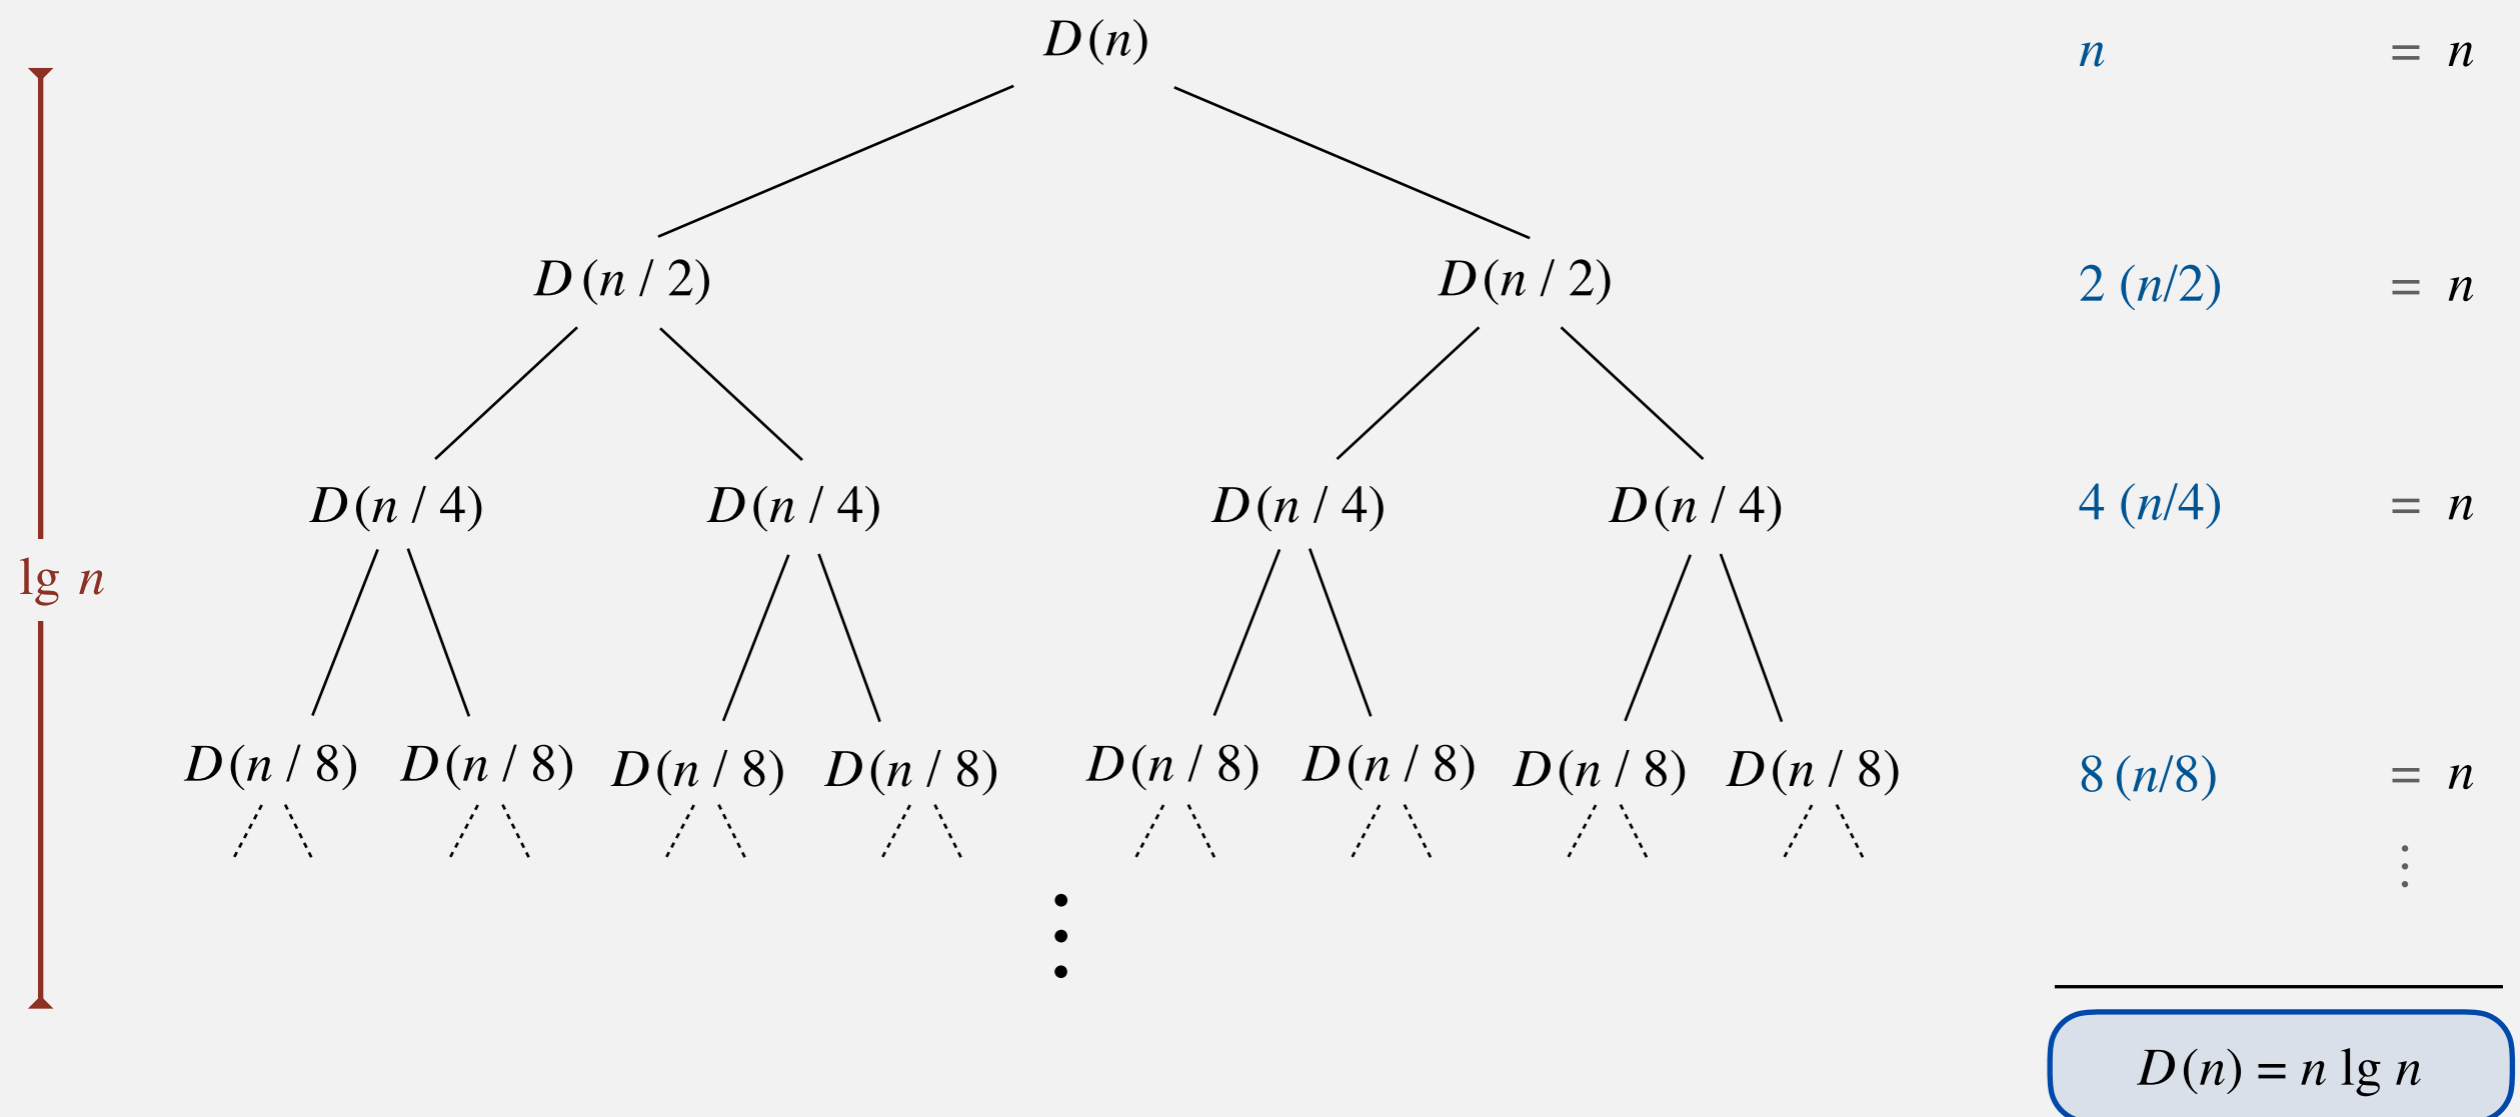 D(n) n = n
D(n / 2) D(n / 2) 2 (n/2) = n
D(n / 4) D(n / 4) D(n / 4) D(n / 4) 4 (n/4) = n
lg n
D(n / 8) D(n / 8) D(n / 8) D(n / 8) D(n / 8) D(n / 8) D(n / 8) D(n / 8) 8 (n/8) = n
⋮
⋮
D(n) = n lg n